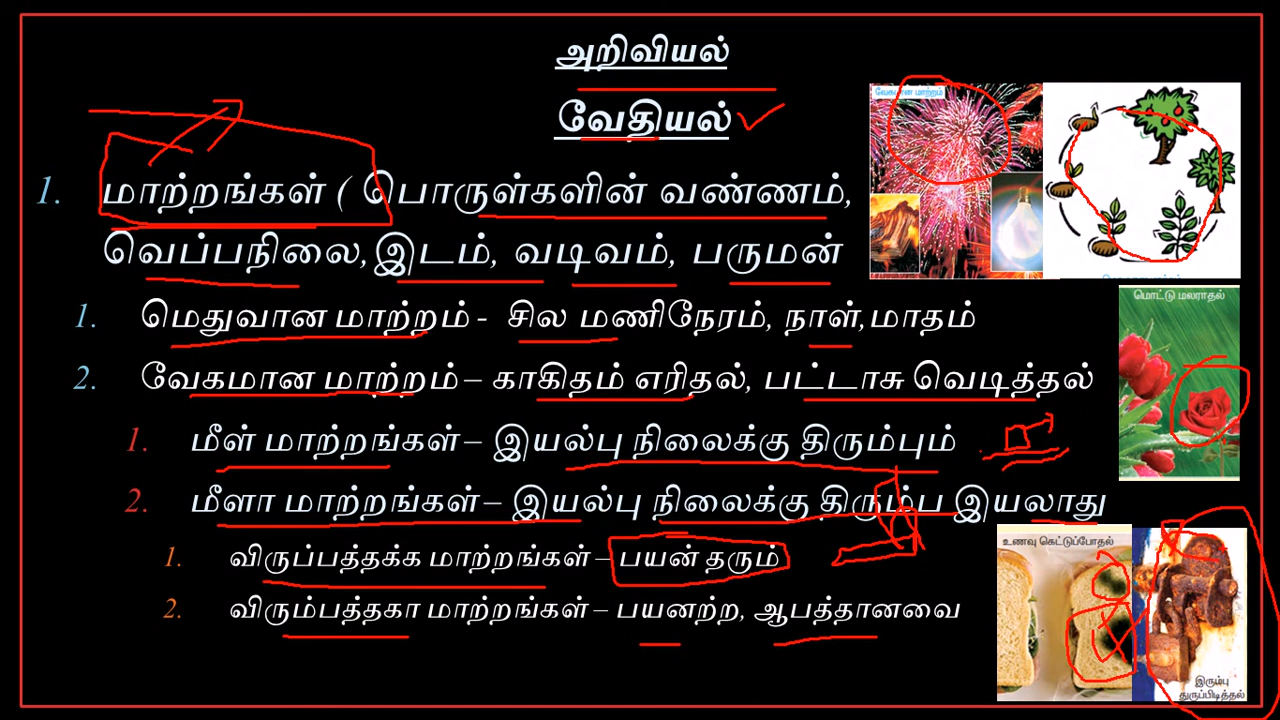 அறிவியல்
வேதியல்
1. மாற்றங்கள் ( பொருள்களின் வண்ணம்,
வெப்பநிலை,இடம், வடிவம், பருமன்
1. மெதுவான மாற்றம் - சில மணிநேரம், நாள்,மாதம்
2. வேகமான மாற்றம் – காகிதம் எரிதல், பட்டாசு வெடித்தல்
1. மீள் மாற்றங்கள் – இயல்பு நிலைக்கு திரும்பும்
2. மீளா மாற்றங்கள் – இயல்பு நிலைக்கு திரும்ப இயலாது
1. விருப்பத்தக்க மாற்றங்கள் – பயன் தரும்
2. விரும்பத்தகா மாற்றங்கள் – பயனற்ற, ஆபத்தானவை
வேகமான மாற்றம்
மொட்டு மலராதல்
உணவு கெட்டுப்போதல்
இரும்பு
துருப்பிடித்தல்